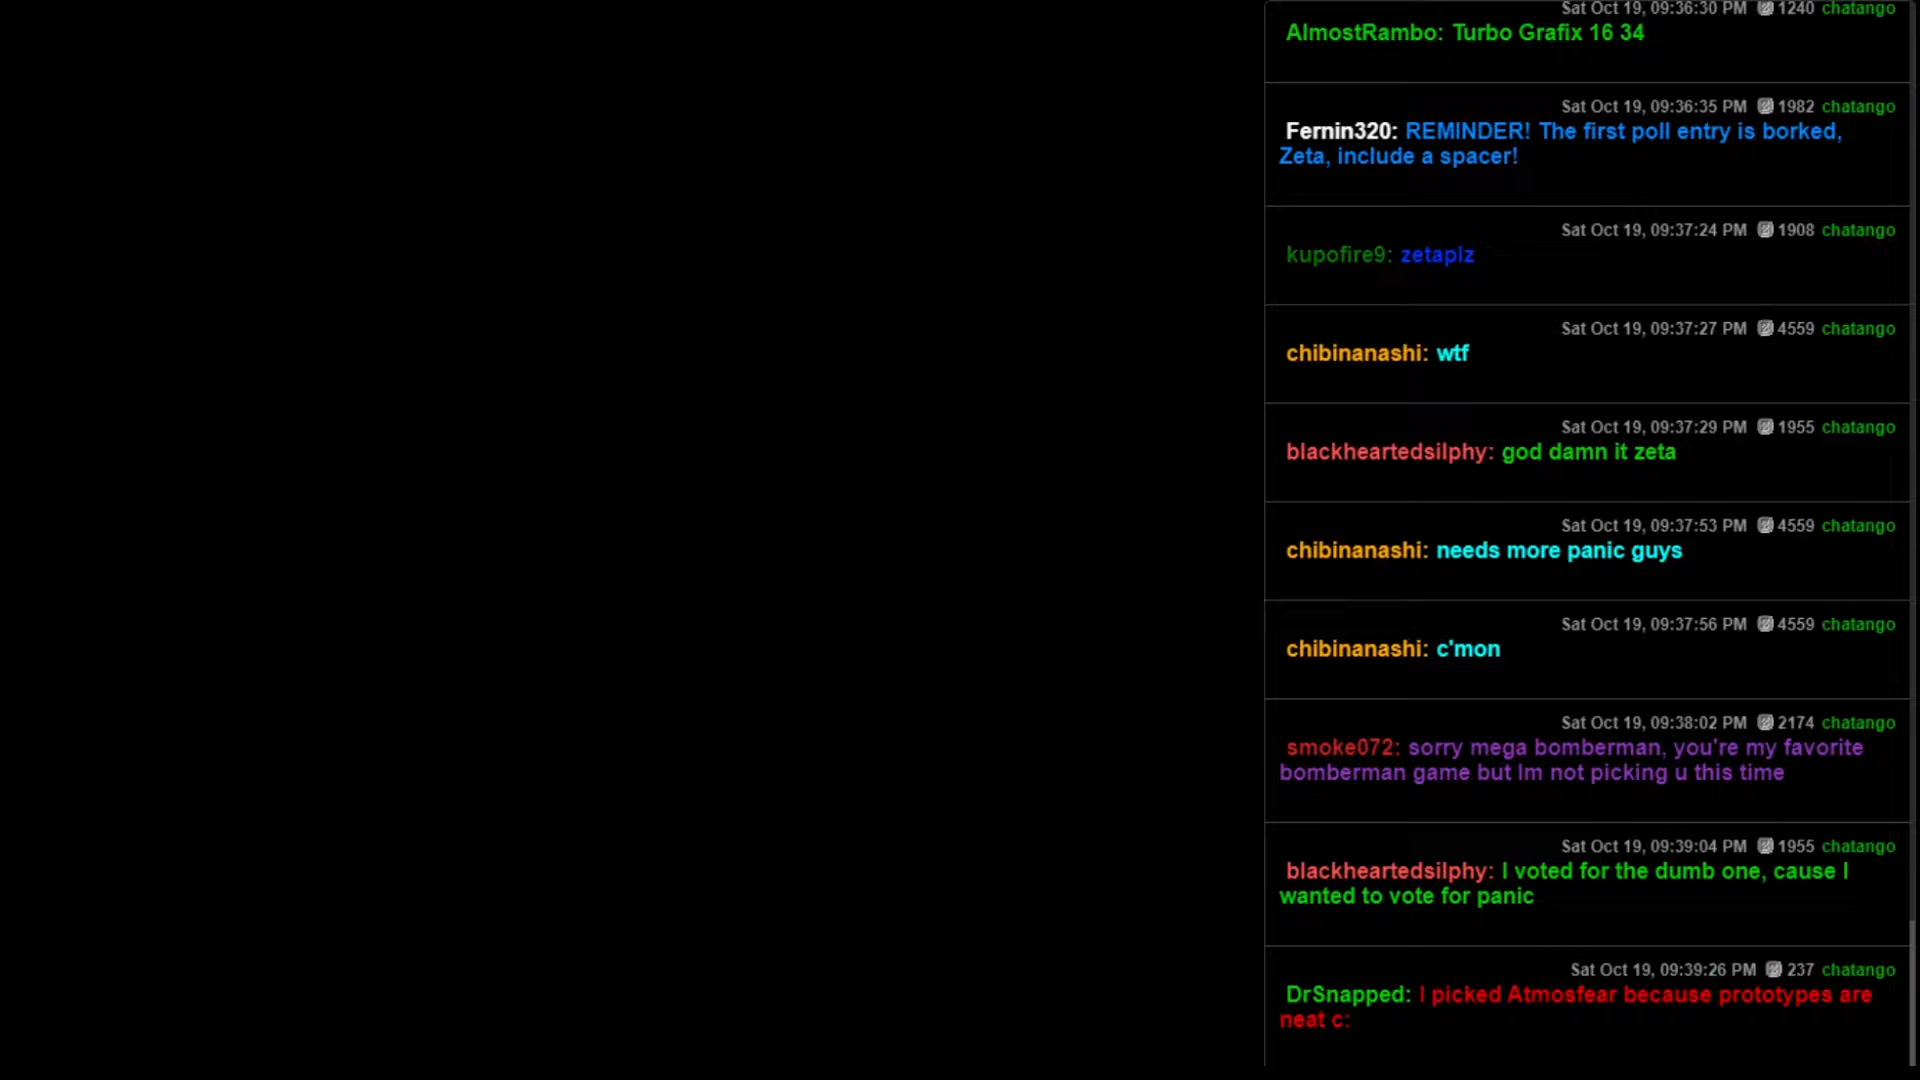 Sat Oct 19, 09:36:30 PM 1240 chatango
AlmostRambo: Turbo Grafix 16 34
Sat Oct 19, 09:36:35 PM 1982 chatango
Fernin320: REMINDER! The first poll entry is borked,
Zeta, include a spacer!
Sat Oct 19, 09:37:24 PM 1908 chatango
kupofire9: zetaplz
Sat Oct 19, 09:37:27 PM 4559 chatango
chibinanashi: wtf
Sat Oct 19, 09:37:29 PM 1955 chatango
blackheartedsilphy: god damn it zeta
Sat Oct 19, 09:37:53 PM 4559 chatango
chibinanashi: needs more panic guys
Sat Oct 19, 09:37:56 PM 4559 chatango
chibinanashi: c'mon
Sat Oct 19, 09:38:02 PM 2174 chatango
smoke072: sorry mega bomberman, you're my favorite
bomberman game but Im not picking u this time
Sat Oct 19, 09:39:04 PM 1955 chatango
blackheartedsilphy: I voted for the dumb one, cause I
wanted to vote for panic
Sat Oct 19, 09:39:26 PM 237 chatango
DrSnapped: I picked Atmosfear because prototypes are
neat c: